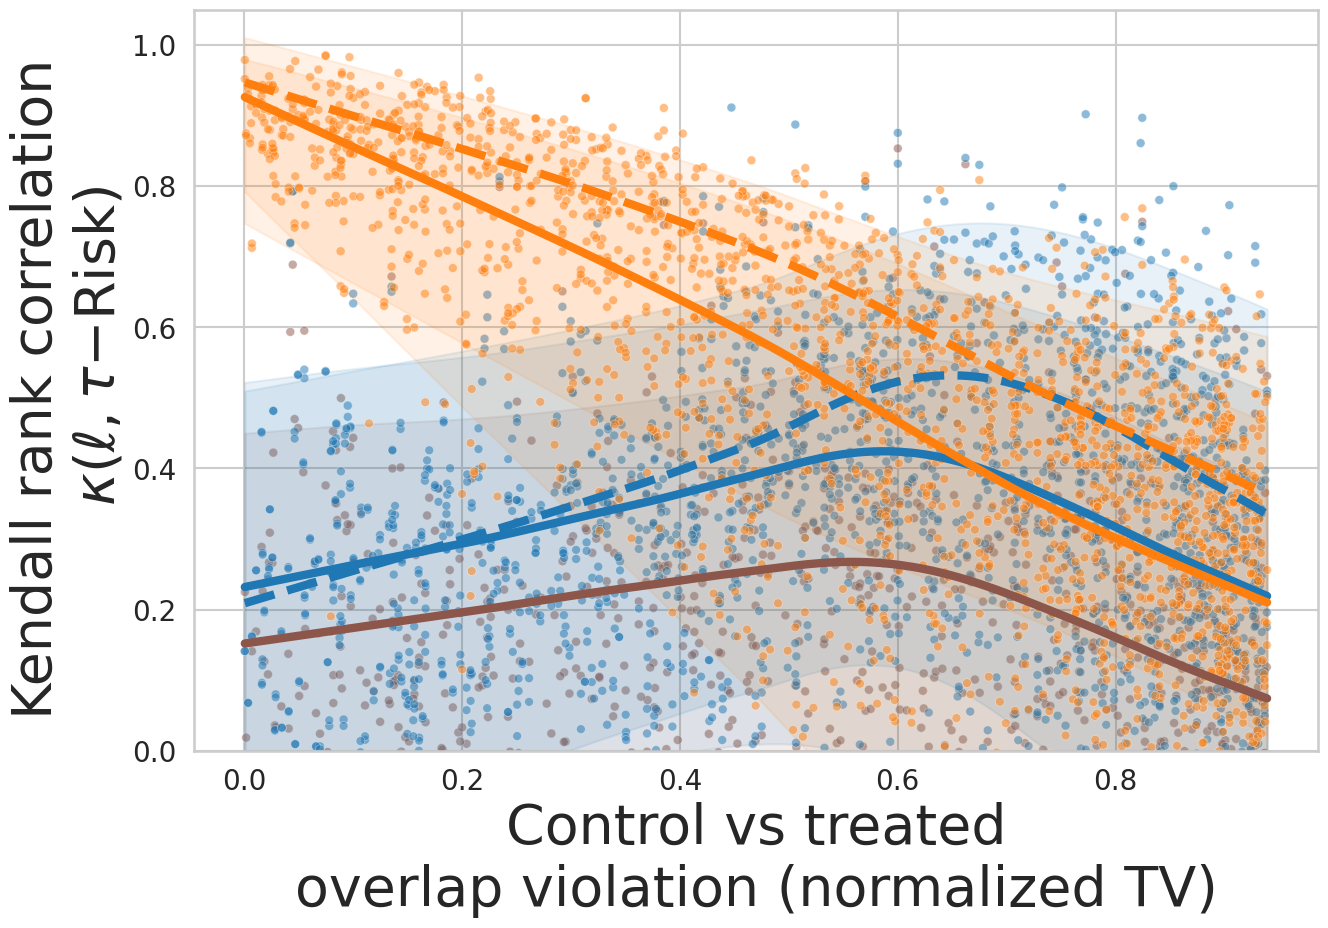 Kendall rank correlation
κ(ℓ, τ−Risk)
1.0
0.8
0.6
0.4
0.2
0.0
0.0 0.2 0.4 0.6 0.8
Control vs treated
overlap violation (normalized TV)